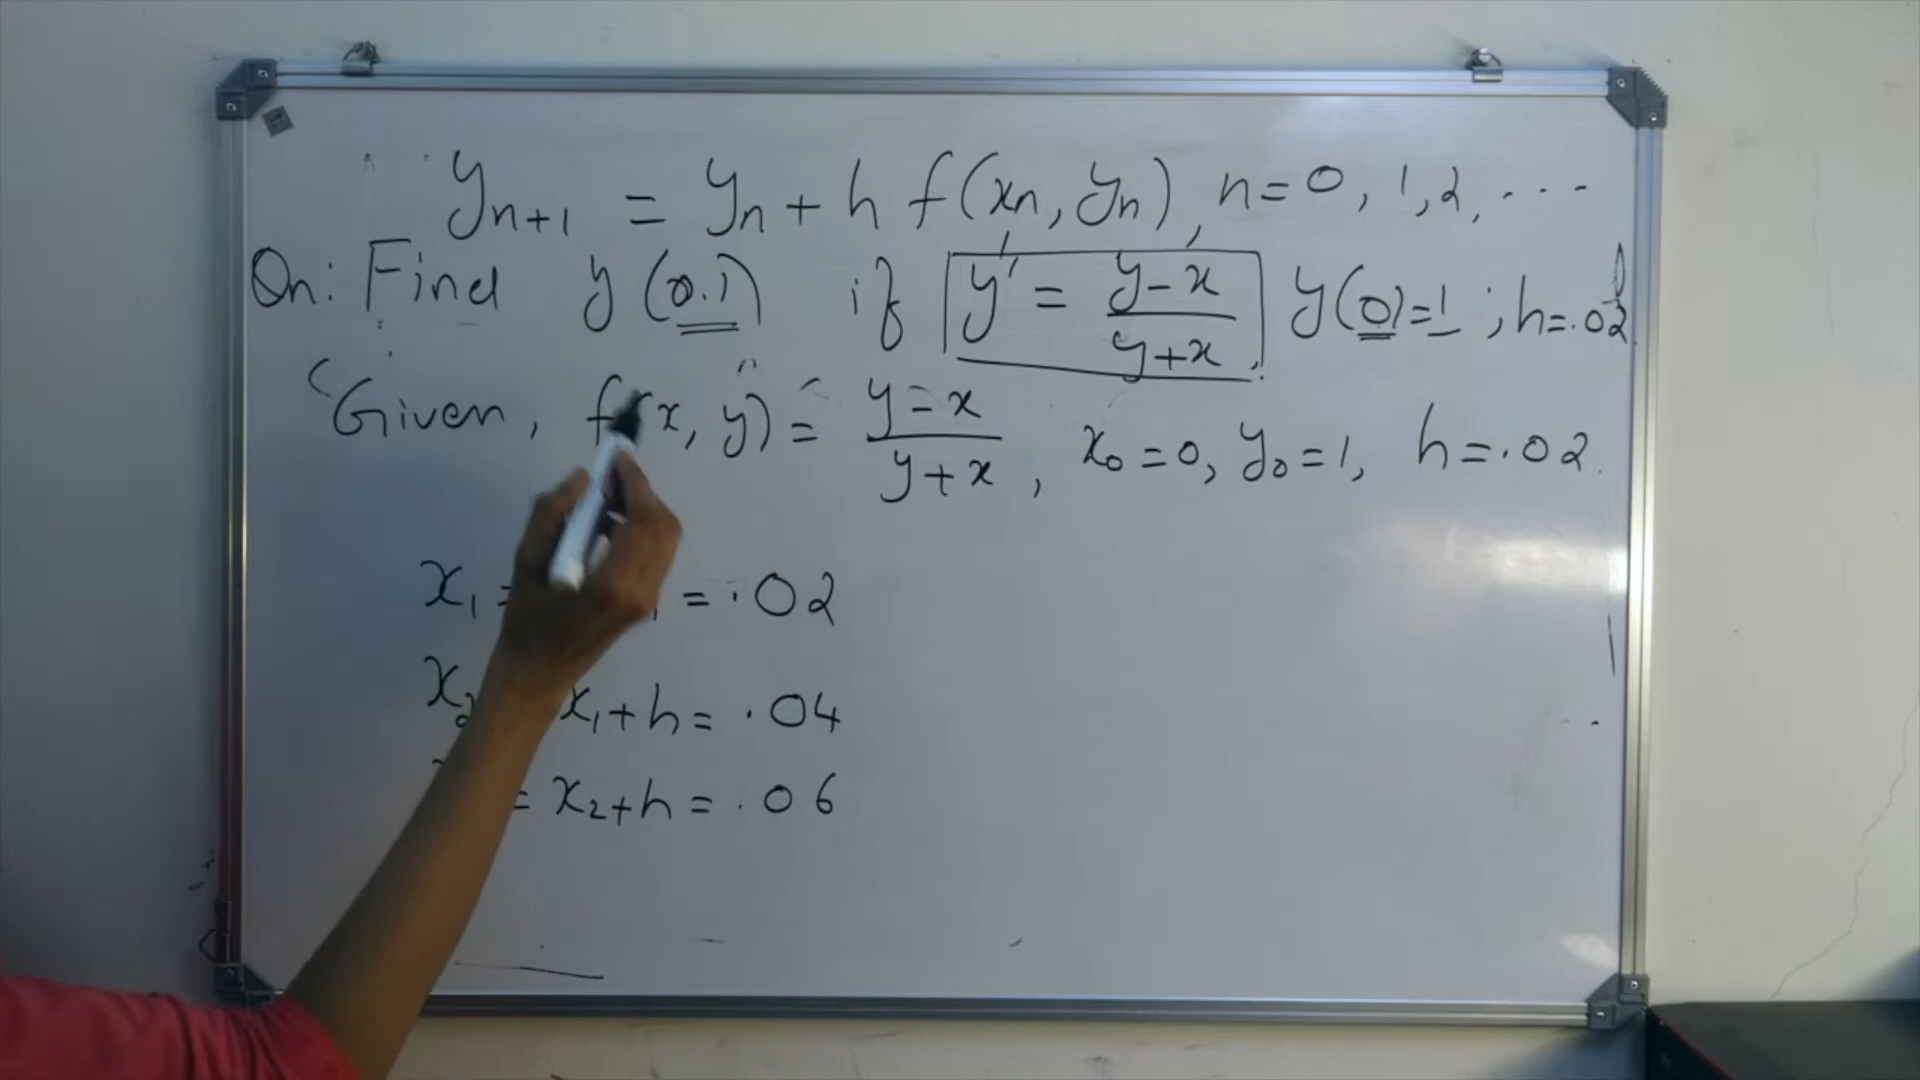 yₙ₊₁ = yₙ + h f(xₙ, yₙ), n=0, 1, 2, ...
Qn: Find y(0.1) if y' = (y-x)/(y+x), y(0)=1; h=.02
Given, f(x, y) = (y-x)/(y+x), x₀=0, y₀=1, h=.02.
x₁ = = .02
x₂ x₁+h= .04
= x₂+h= .06